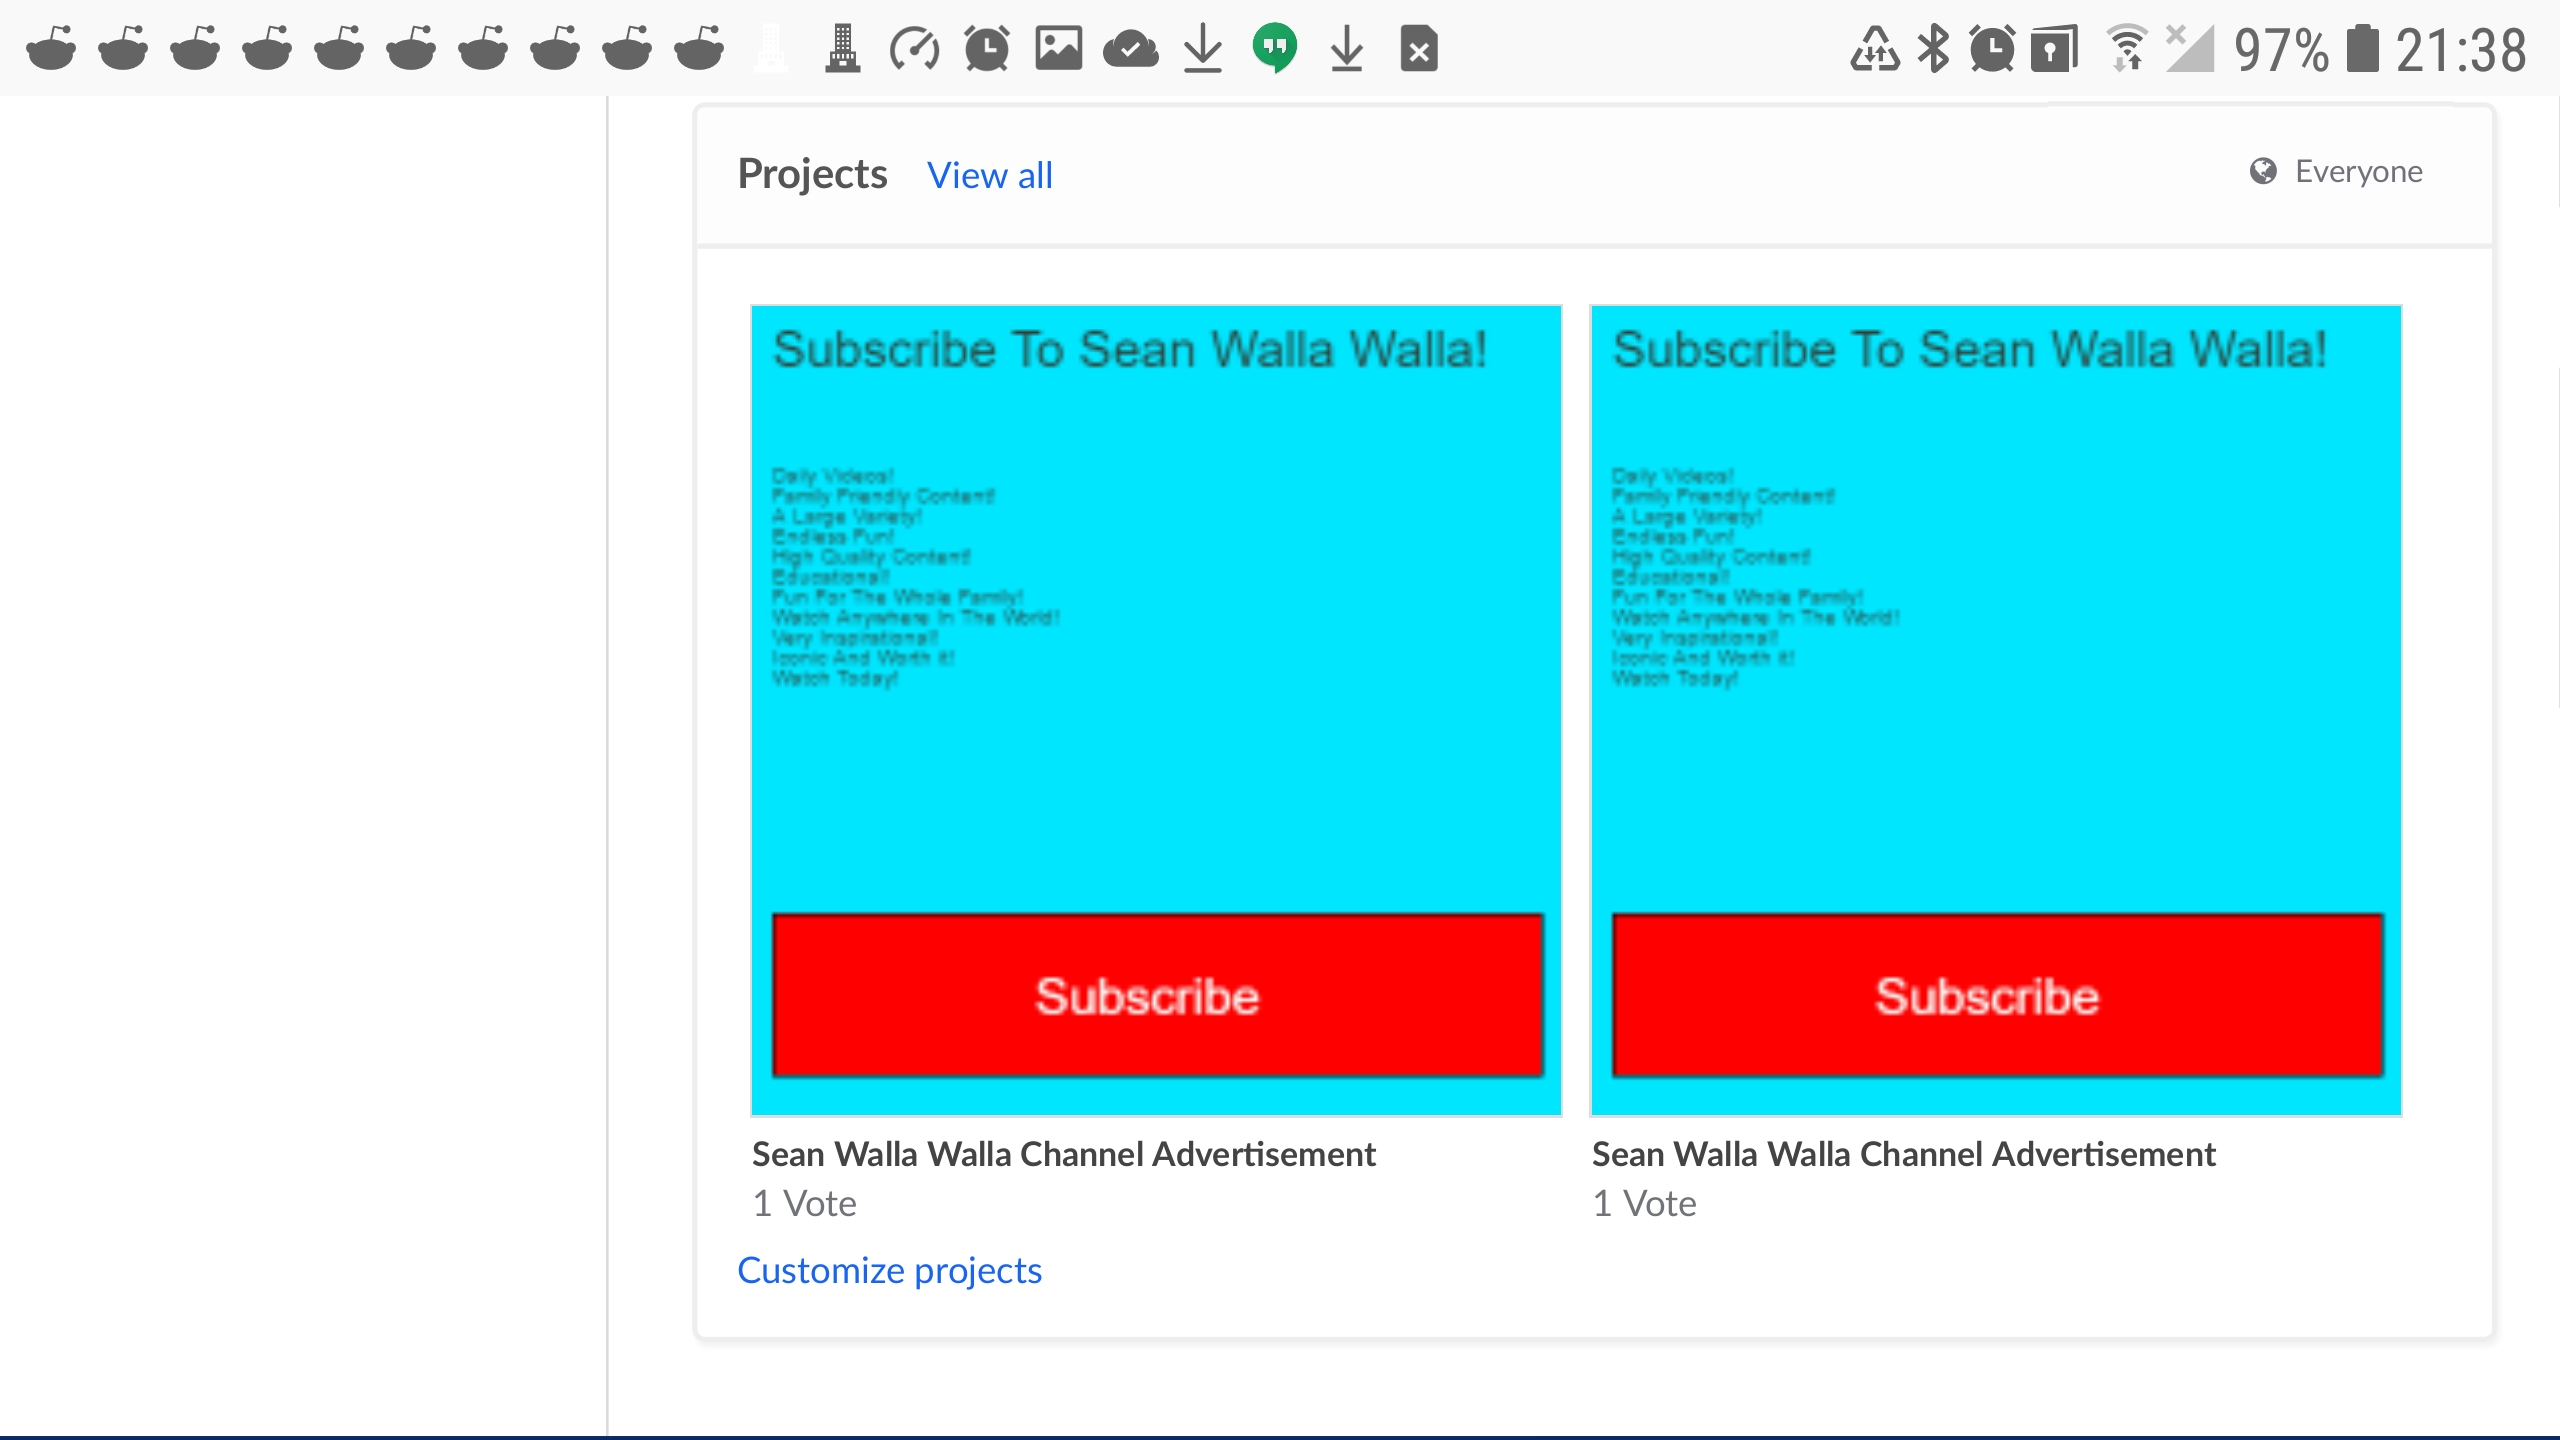 97% 21:38
Projects View all Everyone
Subscribe To Sean Walla Walla!
Daily Videos!
Family Friendly Content!
A Large Variety!
Endless Fun!
High Quality Content!
Educational!
Fun For The Whole Family!
Watch Anywhere In The World!
Very Inspirational!
Iconic And Worth it!
Watch Today!
Subscribe
Sean Walla Walla Channel Advertisement
1 Vote
Subscribe To Sean Walla Walla!
Daily Videos!
Family Friendly Content!
A Large Variety!
Endless Fun!
High Quality Content!
Educational!
Fun For The Whole Family!
Watch Anywhere In The World!
Very Inspirational!
Iconic And Worth it!
Watch Today!
Subscribe
Sean Walla Walla Channel Advertisement
1 Vote
Customize projects